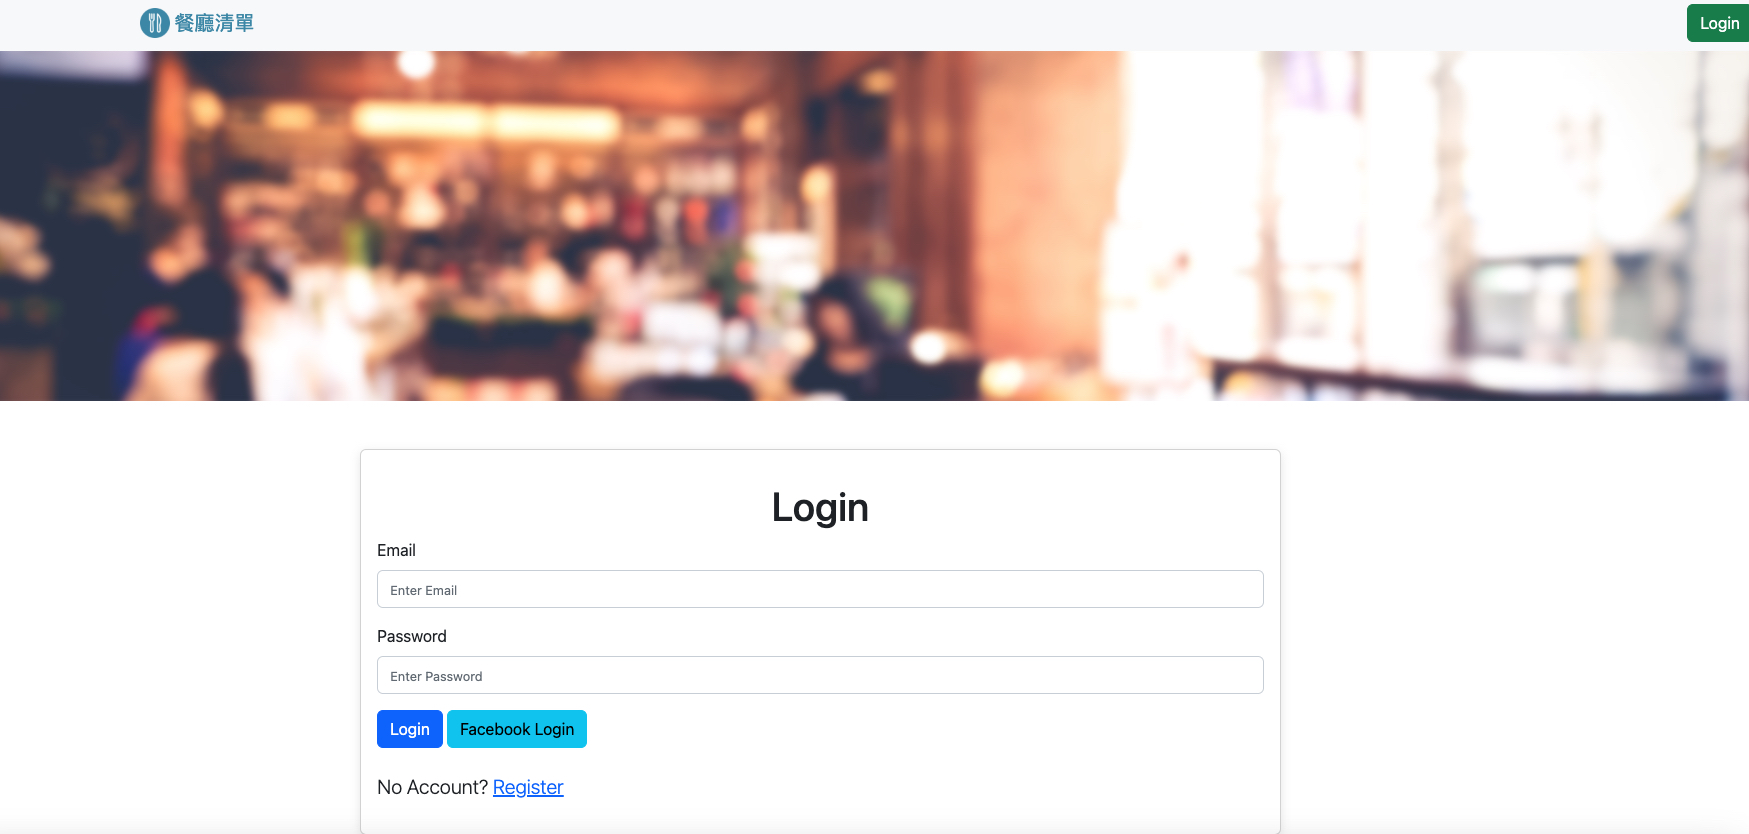 餐廳清單
Login
Login
Email
Enter Email
Password
Enter Password
Login Facebook Login
No Account? Register